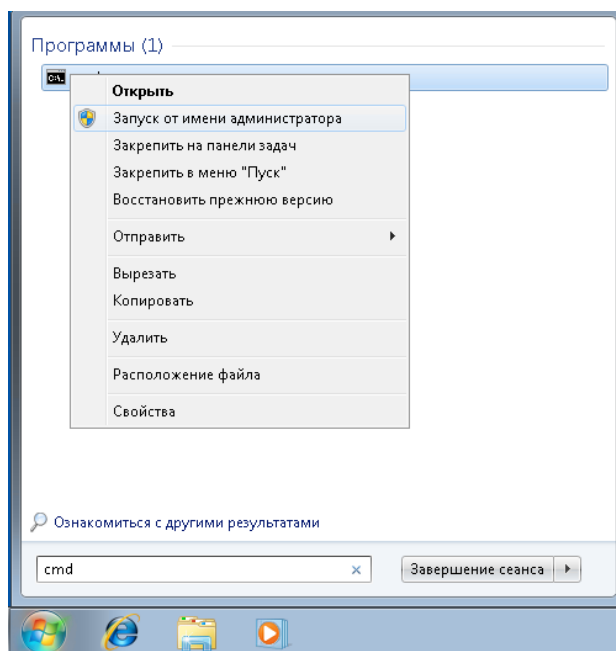 Программы (1)
Открыть
Запуск от имени администратора
Закрепить на панели задач
Закрепить в меню "Пуск"
Восстановить прежнюю версию
Отправить
Вырезать
Копировать
Удалить
Расположение файла
Свойства
Ознакомиться с другими результатами
cmd
Завершение сеанса